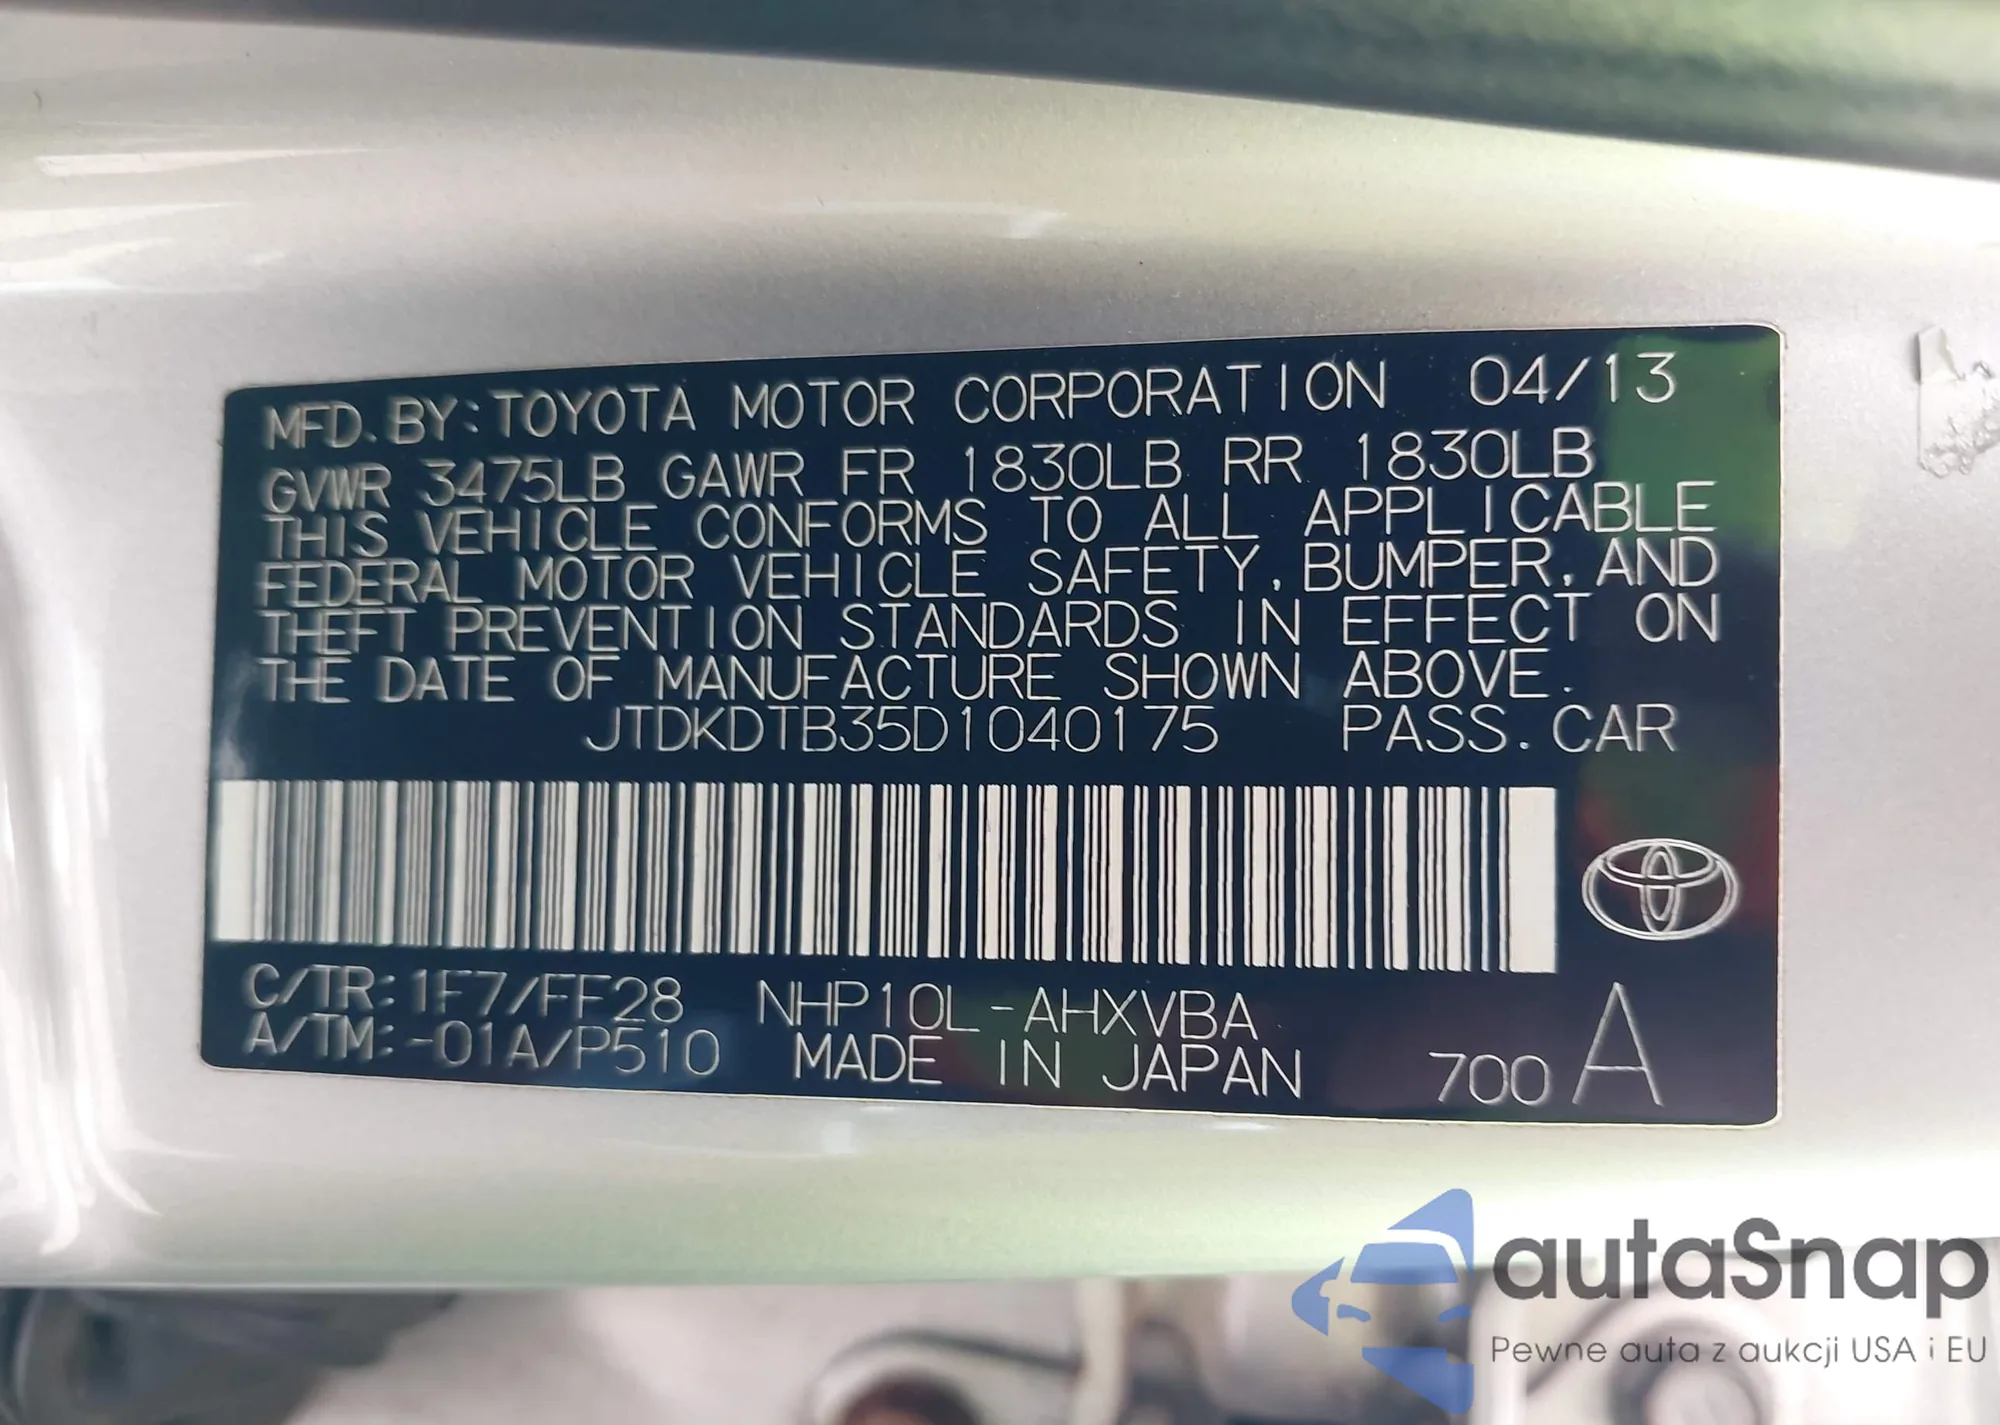 MFD. BY: TOYOTA MOTOR CORPORATION 04/13
GVWR 3475LB GAWR FR 1830LB RR 1830LB
THIS VEHICLE CONFORMS TO ALL APPLICABLE
FEDERAL MOTOR VEHICLE SAFETY, BUMPER, AND
THEFT PREVENTION STANDARDS IN EFFECT ON
THE DATE OF MANUFACTURE SHOWN ABOVE.
JTDKDTB35D1040175 PASS. CAR
C/TR: 1F7/FF28 NHP10L-AHXVBA
A/TM: -01A/P510 MADE IN JAPAN 700 A
autaSnap
Pewne auta z aukcji USA i EU